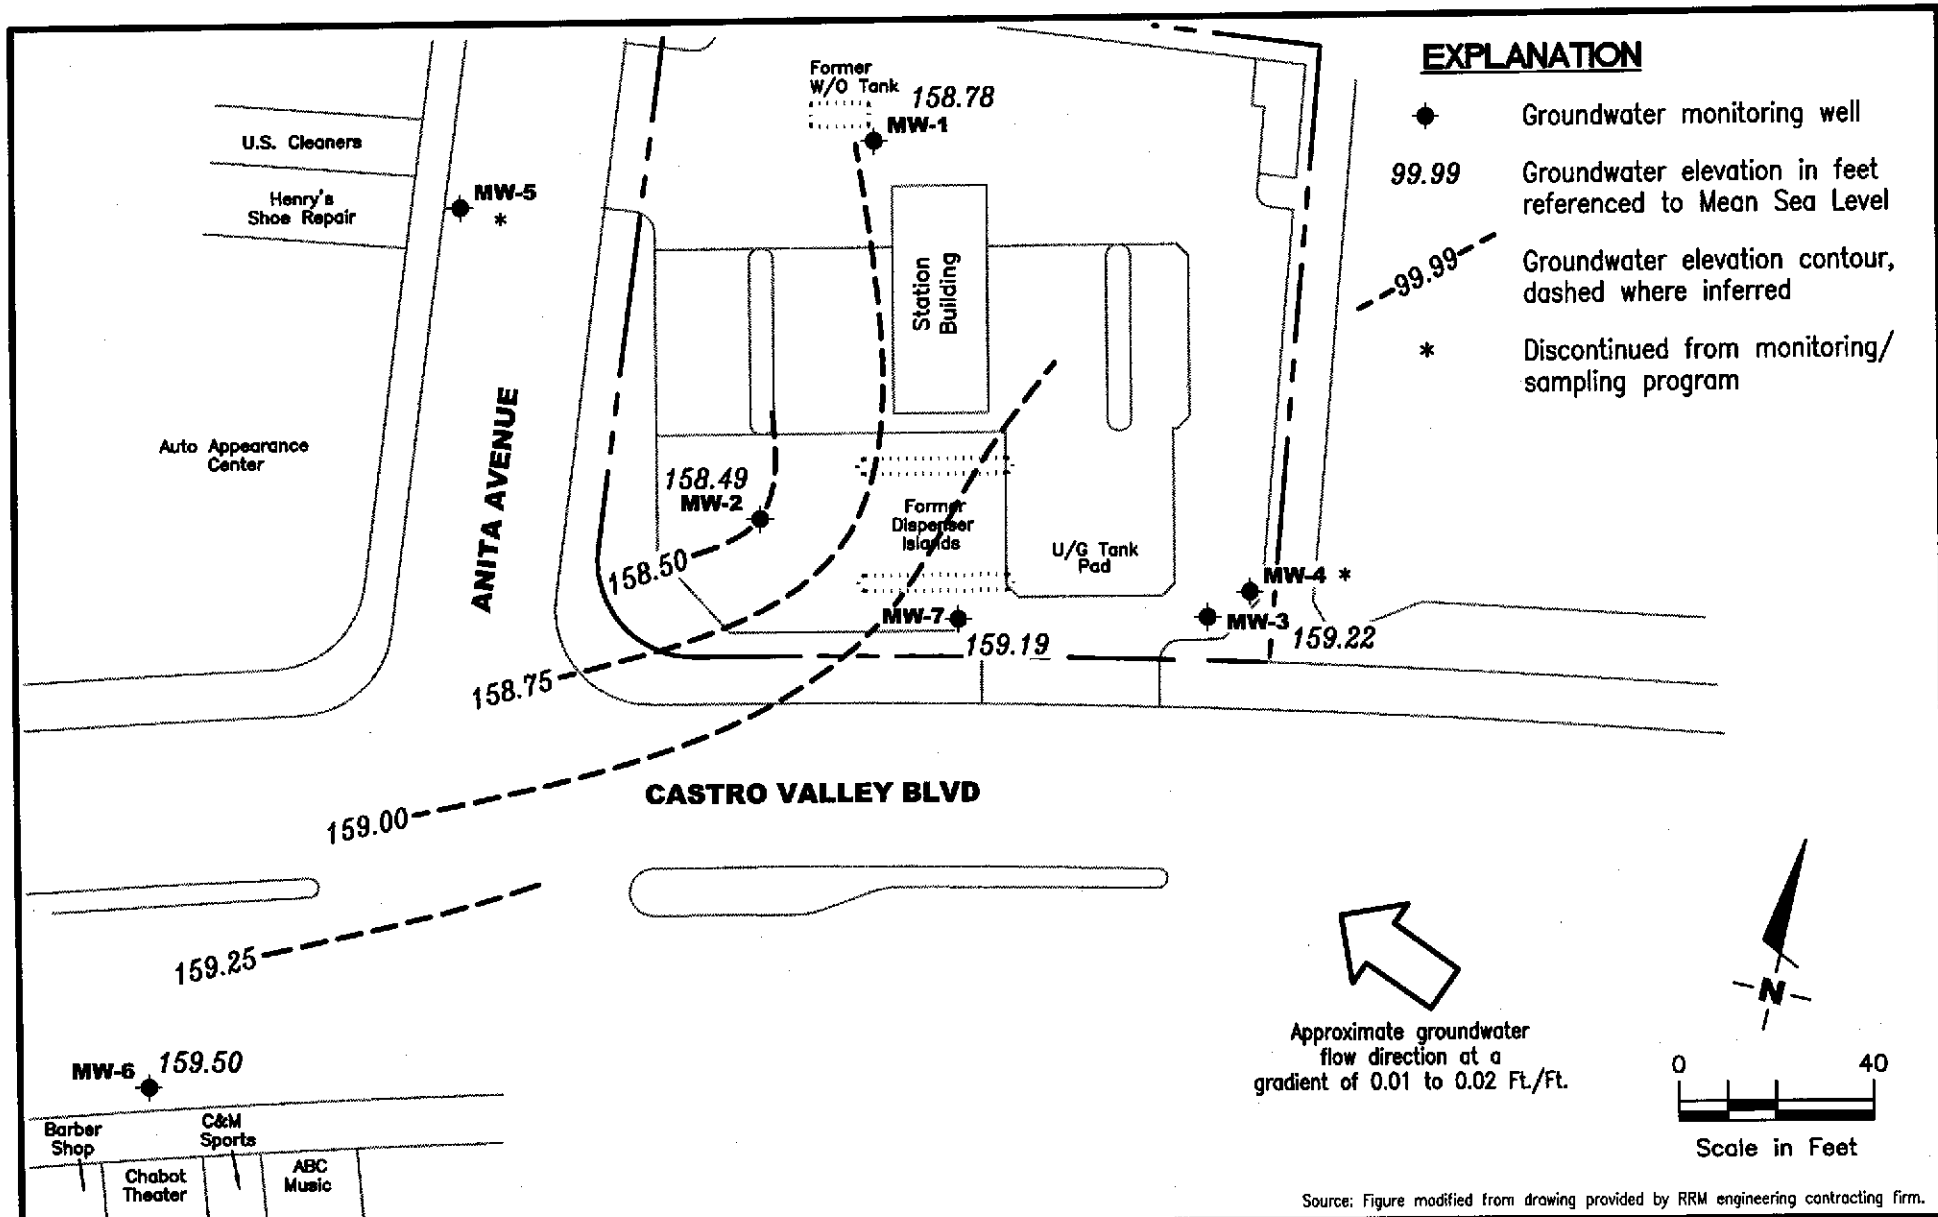 EXPLANATION
Groundwater monitoring well
99.99
Groundwater elevation in feet
referenced to Mean Sea Level
99.99
Groundwater elevation contour,
dashed where inferred
*
Discontinued from monitoring/
sampling program
Former
W/O Tank
158.78
MW-1
U.S. Cleaners
Henry's
Shoe Repair
MW-5
*
Station
Building
Auto Appearance
Center
ANITA AVENUE
158.49
MW-2
158.50
Former
Dispenser
Islands
U/G Tank
Pad
MW-4 *
MW-3
159.22
MW-7
159.19
158.75
159.00
CASTRO VALLEY BLVD
159.25
MW-6
159.50
Barber
Shop
C&M
Sports
Chabot
Theater
ABC
Music
Approximate groundwater
flow direction at a
gradient of 0.01 to 0.02 Ft./Ft.
N
0 40
Scale in Feet
Source: Figure modified from drawing provided by RRM engineering contracting firm.